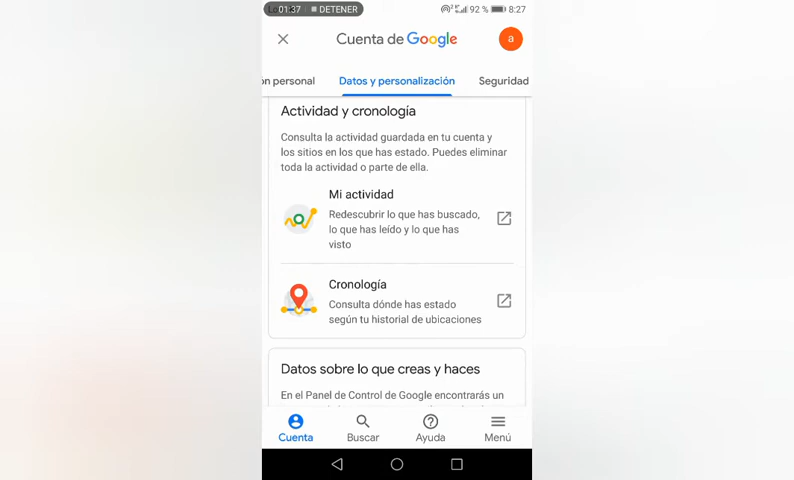 01:37 DETENER 92 % 8:27
Cuenta de Google a
ón personal Datos y personalización Seguridad
Actividad y cronología
Consulta la actividad guardada en tu cuenta y
los sitios en los que has estado. Puedes eliminar
toda la actividad o parte de ella.
Mi actividad
Redescubrir lo que has buscado,
lo que has leído y lo que has
visto
Cronología
Consulta dónde has estado
según tu historial de ubicaciones
Datos sobre lo que creas y haces
En el Panel de Control de Google encontrarás un
Cuenta Buscar Ayuda Menú